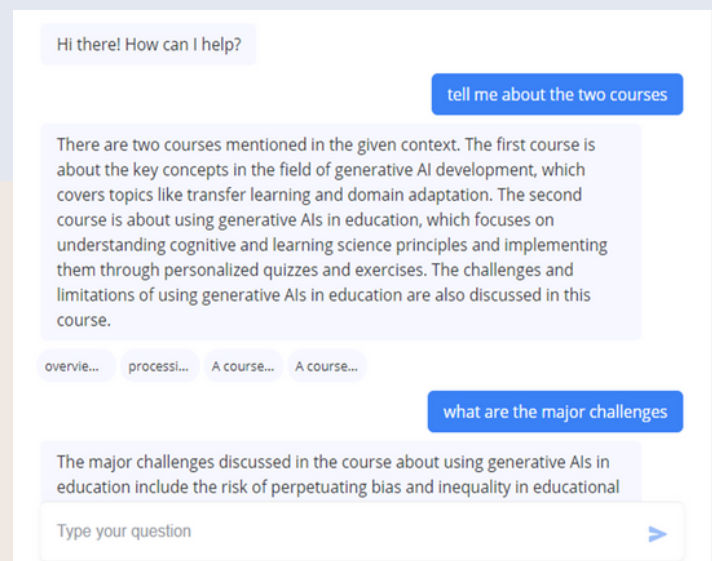 Hi there! How can I help?
tell me about the two courses
There are two courses mentioned in the given context. The first course is
about the key concepts in the field of generative AI development, which
covers topics like transfer learning and domain adaptation. The second
course is about using generative AIs in education, which focuses on
understanding cognitive and learning science principles and implementing
them through personalized quizzes and exercises. The challenges and
limitations of using generative AIs in education are also discussed in this
course.
overvie... processi... A course... A course...
what are the major challenges
The major challenges discussed in the course about using generative AIs in
education include the risk of perpetuating bias and inequality in educational
Type your question